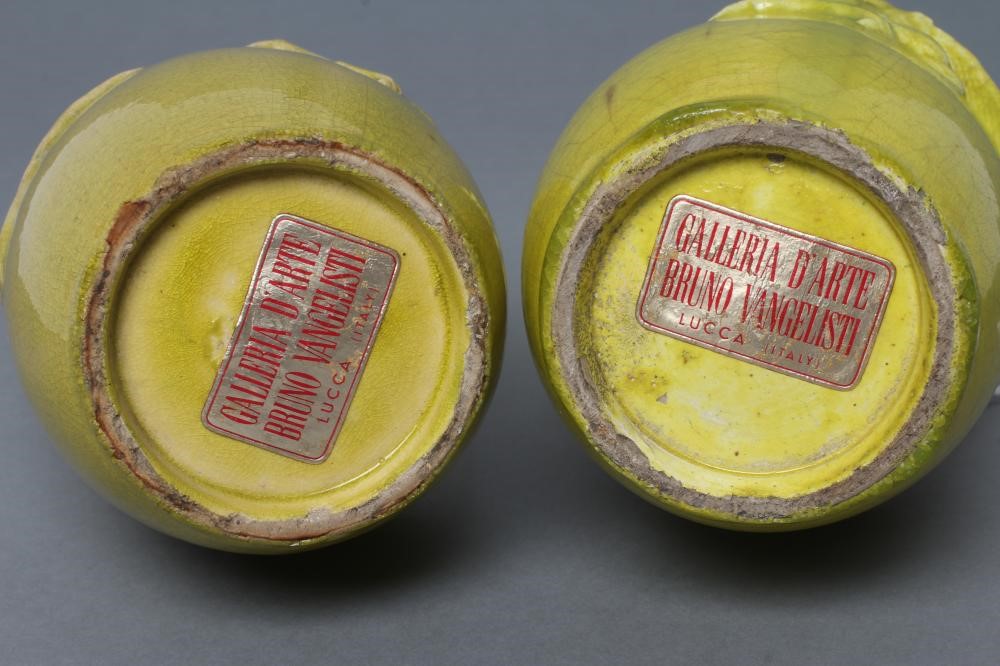 GALLERIA D'ARTE
BRUNO VANGELISTI
LUCCA (ITALY)
GALLERIA D'ARTE
BRUNO VANGELISTI
LUCCA (ITALY)